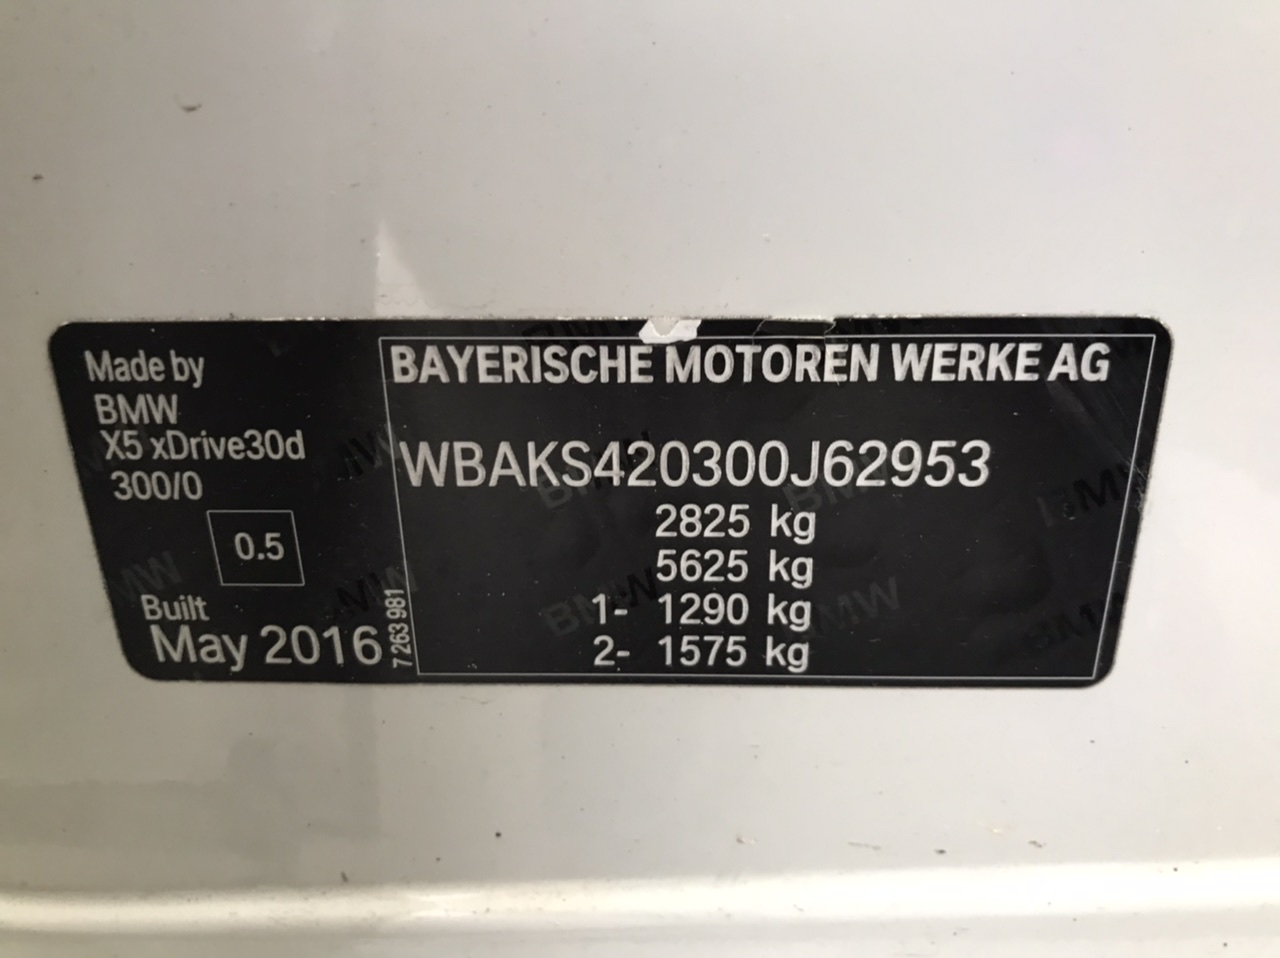 Made by
BMW
X5 xDrive30d
300/0
0.5
Built
May 2016
7 263 981
BAYERISCHE MOTOREN WERKE AG
WBAKS420300J62953
2825 kg
5625 kg
1- 1290 kg
2- 1575 kg